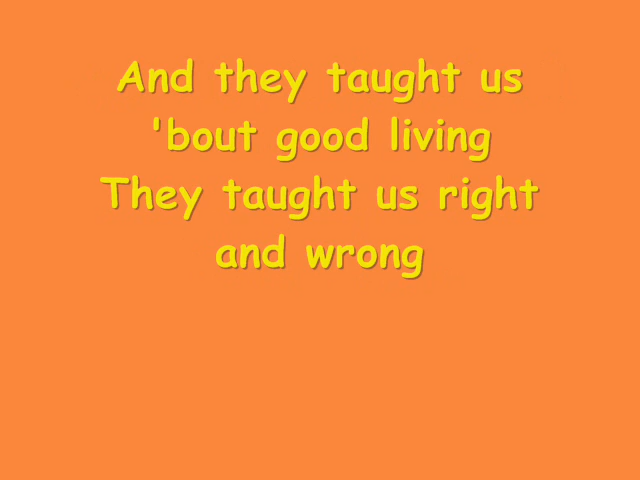 And they taught us
'bout good living
They taught us right
and wrong